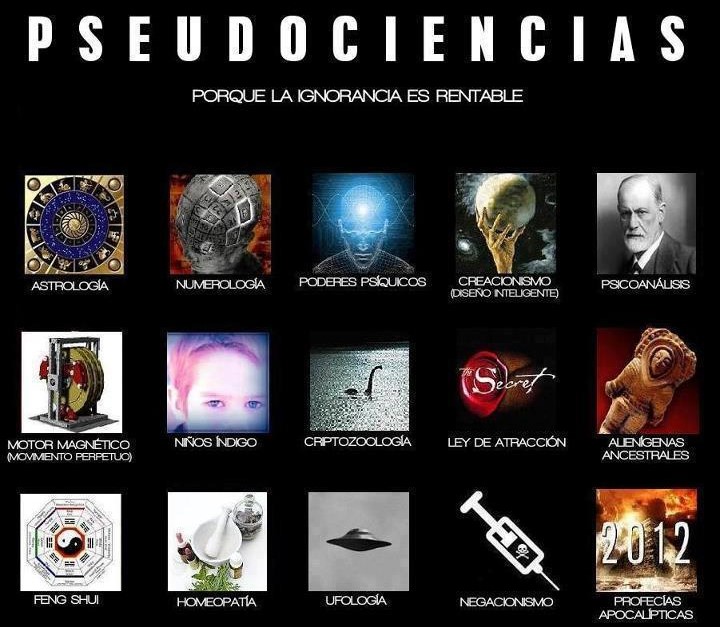 PSEUDOCIENCIAS
PORQUE LA IGNORANCIA ES RENTABLE
ASTROLOGÍA
NUMEROLOGÍA
PODERES PSÍQUICOS
CREACIONISMO
(DISEÑO INTELIGENTE)
PSICOANÁLISIS
the Secret
MOTOR MAGNÉTICO
(MOVIMIENTO PERPETUO)
NIÑOS ÍNDIGO
CRIPTOZOOLOGÍA
LEY DE ATRACCIÓN
ALIENÍGENAS
ANCESTRALES
2012
FENG SHUI
HOMEOPATÍA
UFOLOGÍA
NEGACIONISMO
PROFECÍAS
APOCALÍPTICAS